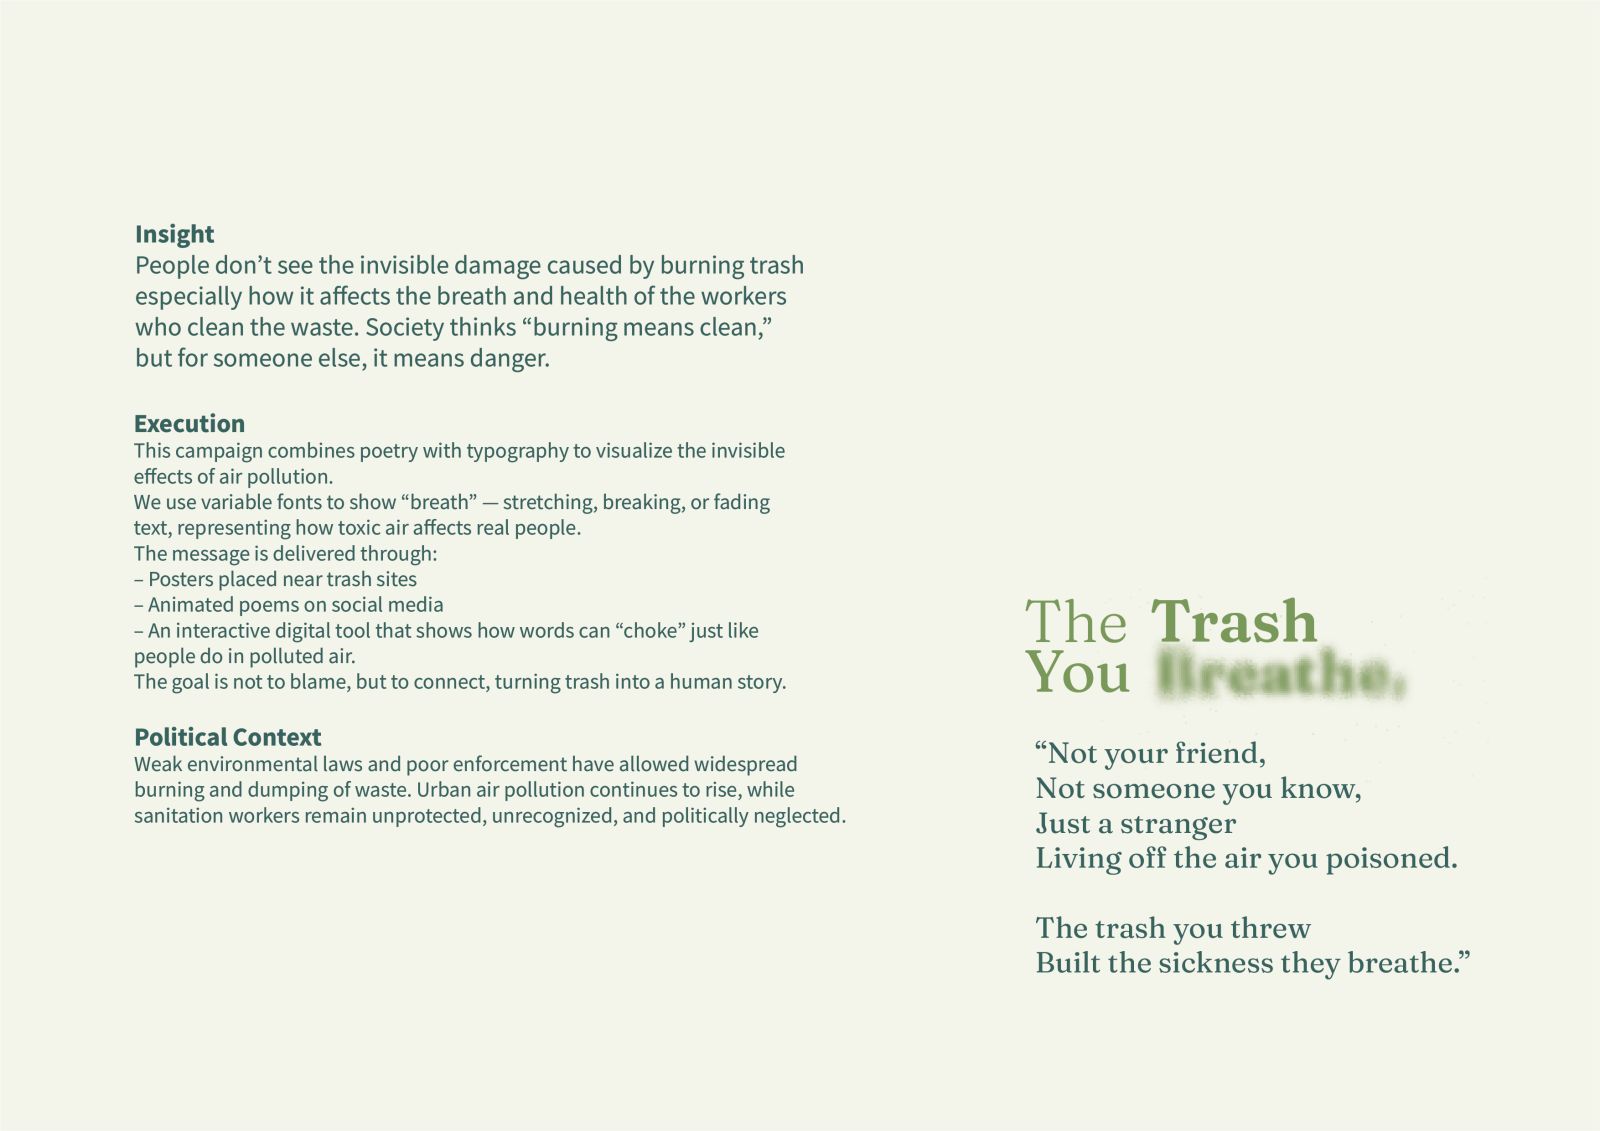 Insight
People don’t see the invisible damage caused by burning trash
especially how it affects the breath and health of the workers
who clean the waste. Society thinks “burning means clean,”
but for someone else, it means danger.
Execution
This campaign combines poetry with typography to visualize the invisible
effects of air pollution.
We use variable fonts to show “breath” — stretching, breaking, or fading
text, representing how toxic air affects real people.
The message is delivered through:
– Posters placed near trash sites
– Animated poems on social media
– An interactive digital tool that shows how words can “choke” just like
people do in polluted air.
The goal is not to blame, but to connect, turning trash into a human story.
Political Context
Weak environmental laws and poor enforcement have allowed widespread
burning and dumping of waste. Urban air pollution continues to rise, while
sanitation workers remain unprotected, unrecognized, and politically neglected.
The Trash
You Breathe,
“Not your friend,
Not someone you know,
Just a stranger
Living off the air you poisoned.
The trash you threw
Built the sickness they breathe.”